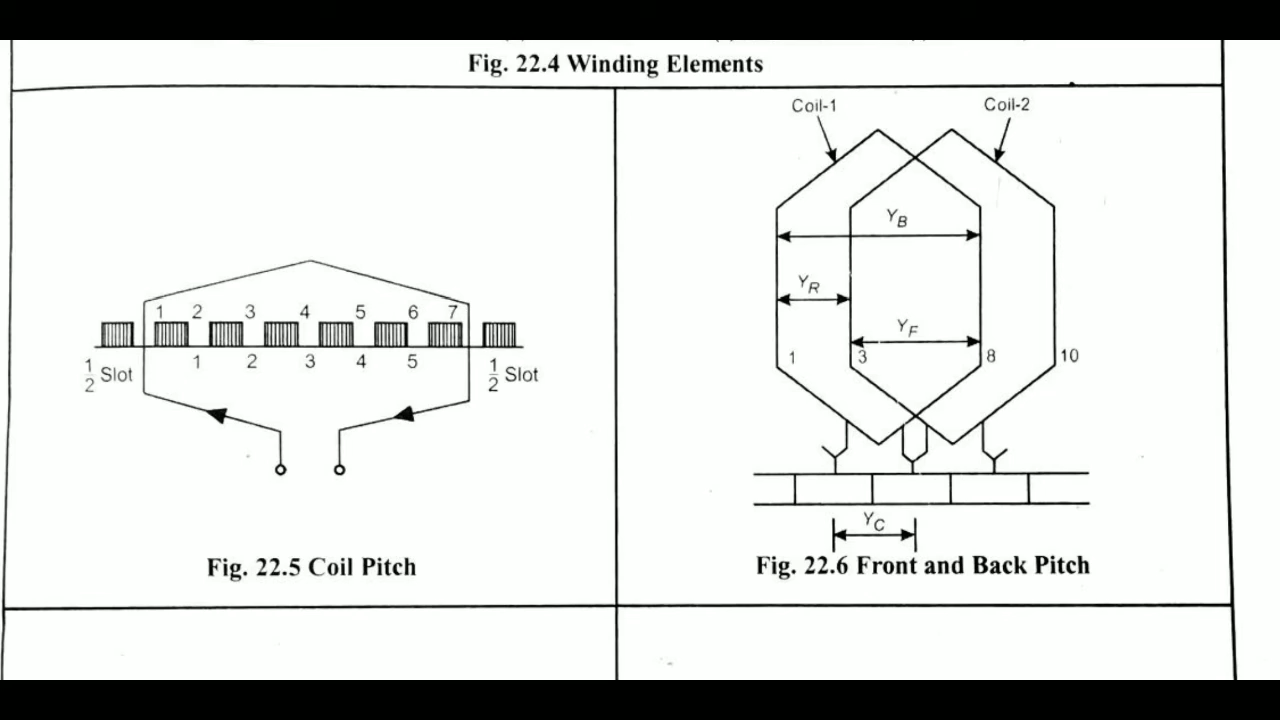 Fig. 22.4 Winding Elements
1 2 3 4 5 6 7
1/2 Slot 1 2 3 4 5 1/2 Slot
Fig. 22.5 Coil Pitch
Coil-1 Coil-2
Y_B
Y_R
Y_F
1 3 8 10
Y_C
Fig. 22.6 Front and Back Pitch